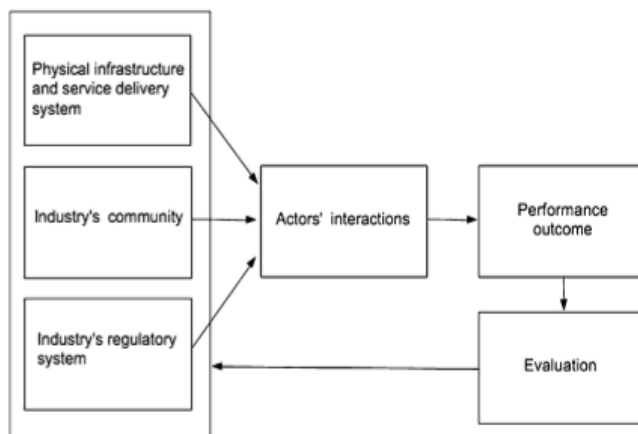 Physical infrastructure
and service delivery
system
Industry's community
Industry's regulatory
system
Actors' interactions
Performance
outcome
Evaluation